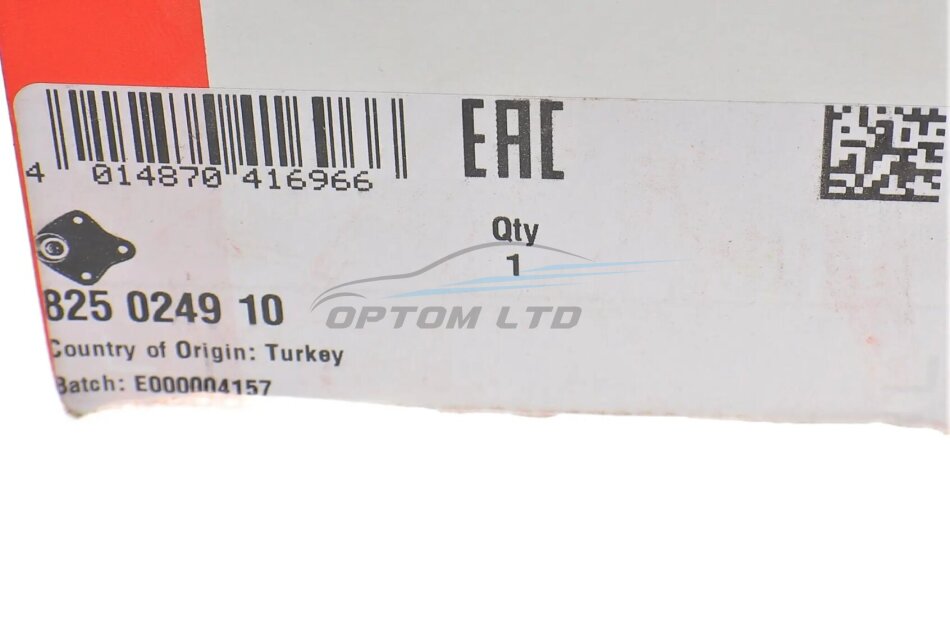 EAC
4 014870 416966
Qty
1
825 0249 10
OPTOM LTD
Country of Origin: Turkey
Batch: E000004157